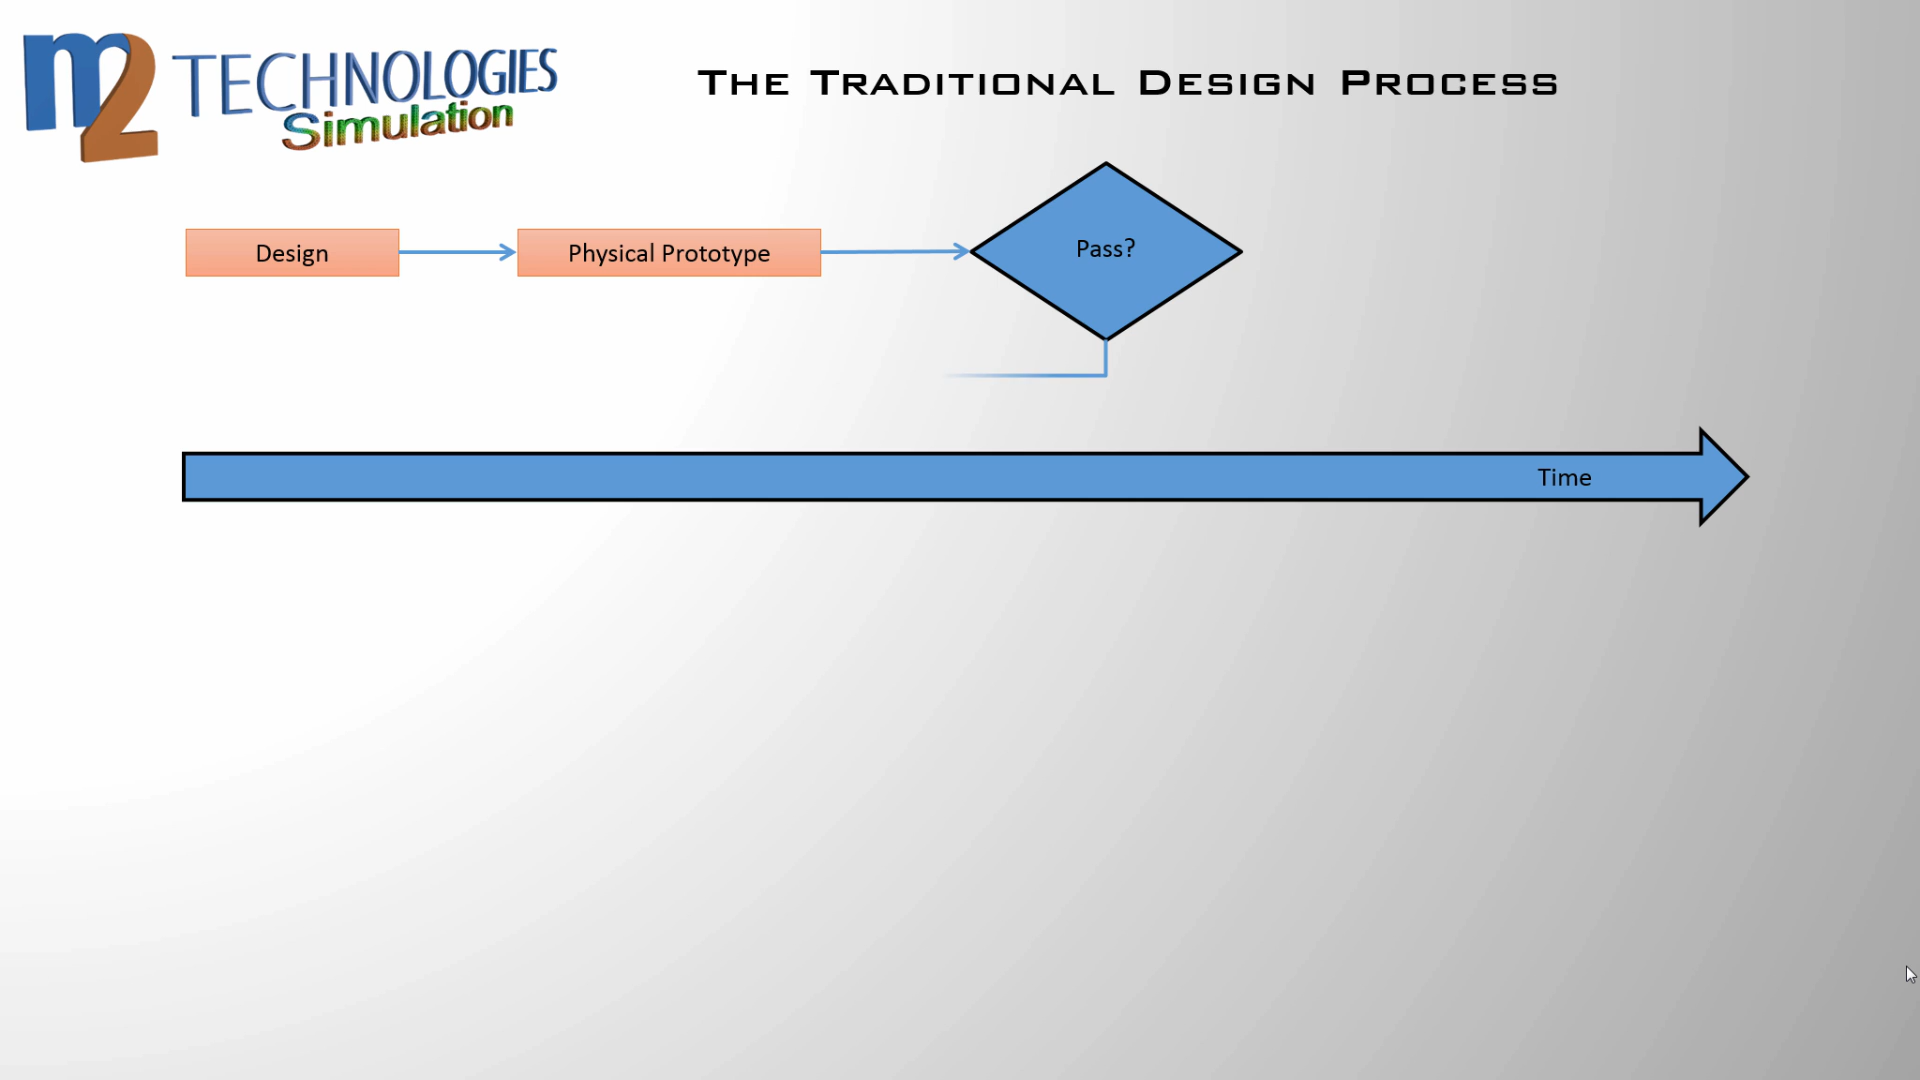 m2 TECHNOLOGIES
Simulation
THE TRADITIONAL DESIGN PROCESS
Design
Physical Prototype
Pass?
Time